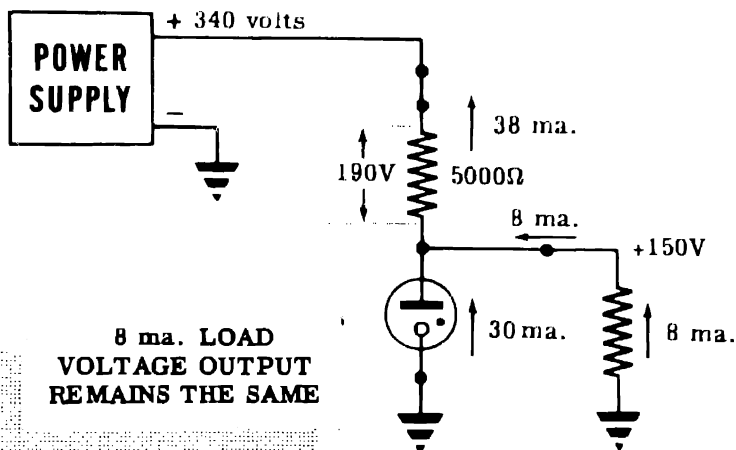 + 340 volts
POWER
SUPPLY
−
38 ma.
190V
5000Ω
8 ma.
+150V
30 ma.
8 ma.
8 ma. LOAD
VOLTAGE OUTPUT
REMAINS THE SAME